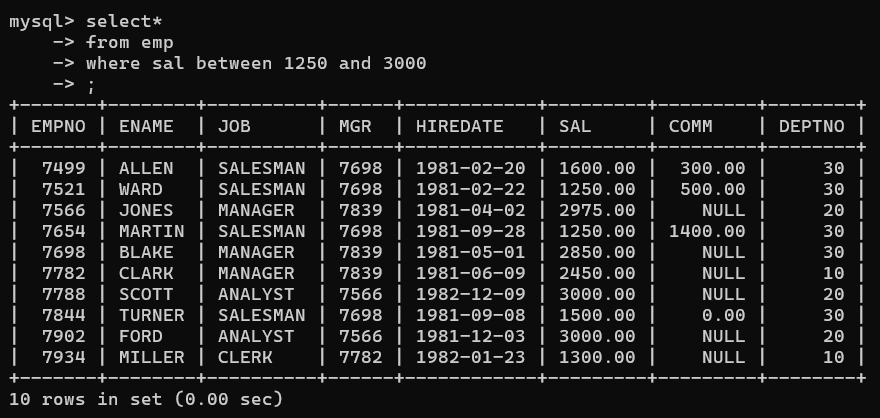 mysql> select*
    -> from emp
    -> where sal between 1250 and 3000
    -> ;
+-------+--------+----------+------+------------+---------+---------+--------+
| EMPNO | ENAME  | JOB      | MGR  | HIREDATE   | SAL     | COMM    | DEPTNO |
+-------+--------+----------+------+------------+---------+---------+--------+
|  7499 | ALLEN  | SALESMAN | 7698 | 1981-02-20 | 1600.00 |  300.00 |     30 |
|  7521 | WARD   | SALESMAN | 7698 | 1981-02-22 | 1250.00 |  500.00 |     30 |
|  7566 | JONES  | MANAGER  | 7839 | 1981-04-02 | 2975.00 |    NULL |     20 |
|  7654 | MARTIN | SALESMAN | 7698 | 1981-09-28 | 1250.00 | 1400.00 |     30 |
|  7698 | BLAKE  | MANAGER  | 7839 | 1981-05-01 | 2850.00 |    NULL |     30 |
|  7782 | CLARK  | MANAGER  | 7839 | 1981-06-09 | 2450.00 |    NULL |     10 |
|  7788 | SCOTT  | ANALYST  | 7566 | 1982-12-09 | 3000.00 |    NULL |     20 |
|  7844 | TURNER | SALESMAN | 7698 | 1981-09-08 | 1500.00 |    0.00 |     30 |
|  7902 | FORD   | ANALYST  | 7566 | 1981-12-03 | 3000.00 |    NULL |     20 |
|  7934 | MILLER | CLERK    | 7782 | 1982-01-23 | 1300.00 |    NULL |     10 |
+-------+--------+----------+------+------------+---------+---------+--------+
10 rows in set (0.00 sec)